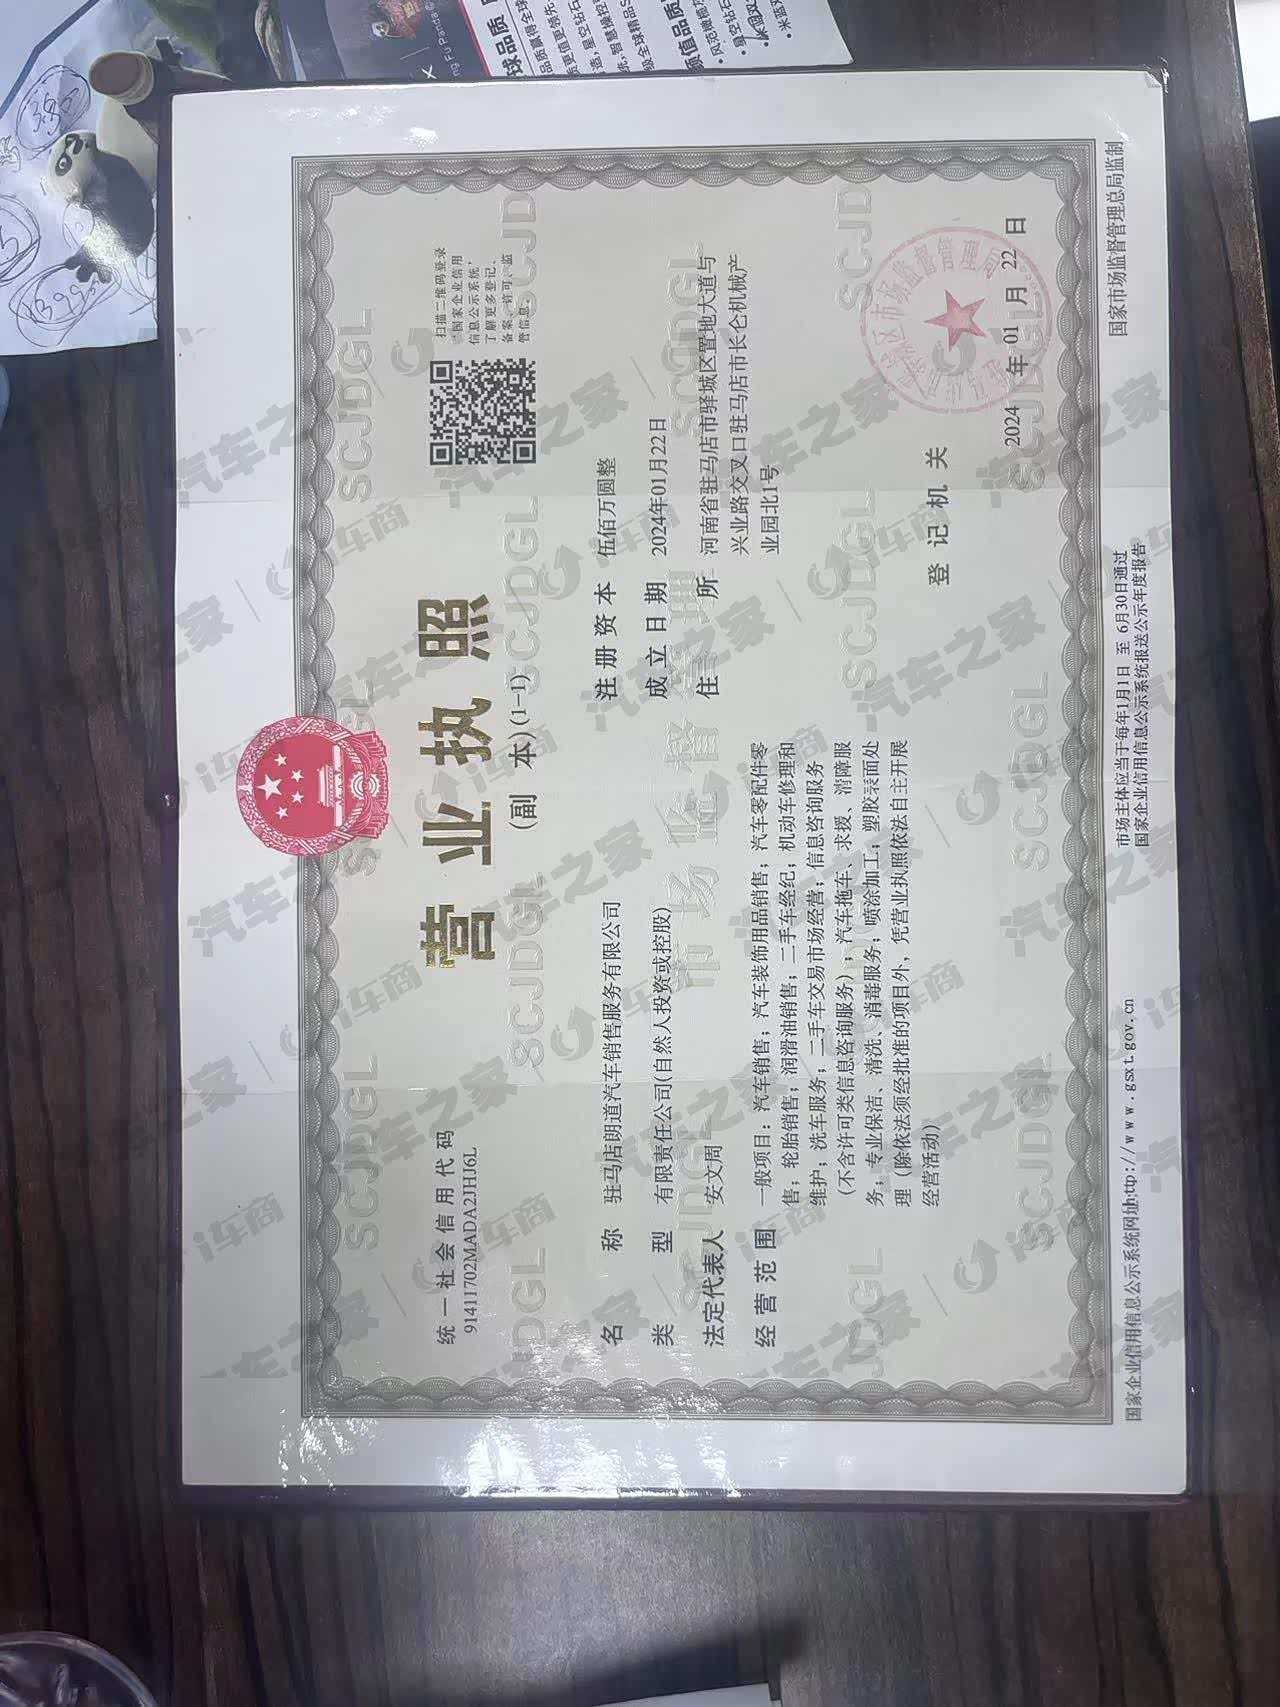 营业执照
(副 本)(1-1)
统一社会信用代码
91411702MADA2JHJ6L
扫描二维码登录
"国家企业信用
信息公示系统"
了解更多登记、
备案、许可、监
管信息。
名 称 驻马店朗道汽车销售服务有限公司
类 型 有限责任公司(自然人投资或控股)
法定代表人 安文周
经营范围 一般项目：汽车销售；汽车装饰用品销售；汽车零配件零
售；轮胎销售；润滑油销售；二手车经纪；机动车修理和
维护；洗车服务；二手车交易市场经营；信息咨询服务
（不含许可类信息咨询服务）；汽车拖车、求援、清障服
务；专业保洁、清洗、消毒服务；喷涂加工；塑胶表面处
理（除依法须经批准的项目外，凭营业执照依法自主开展
经营活动）
注册资本 伍佰万圆整
成立日期 2024年01月22日
住 所 河南省驻马店市驿城区置地大道与
兴业路交叉口驻马店市长仑机械产
业园北1号
登记机关
2024 年 01 月 22 日
国家企业信用信息公示系统网址:http://www.gsxt.gov.cn
市场主体应当于每年1月1日 至 6月30日通过
国家企业信用信息公示系统报送公示年度报告
国家市场监督管理总局监制
SCJDGL
市场监督管理
汽车之家
i车商